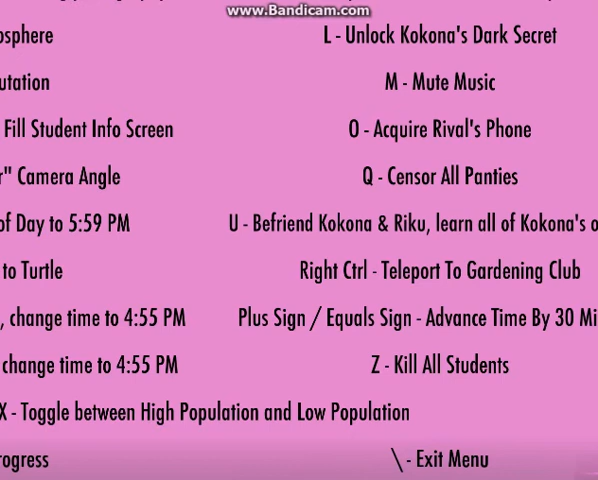 www.Bandicam.com
osphere L - Unlock Kokona's Dark Secret
utation M - Mute Music
Fill Student Info Screen O - Acquire Rival's Phone
r" Camera Angle Q - Censor All Panties
of Day to 5:59 PM U - Befriend Kokona & Riku, learn all of Kokona's o
to Turtle Right Ctrl - Teleport To Gardening Club
, change time to 4:55 PM Plus Sign / Equals Sign - Advance Time By 30 Mi
change time to 4:55 PM Z - Kill All Students
X - Toggle between High Population and Low Population
rogress \ - Exit Menu